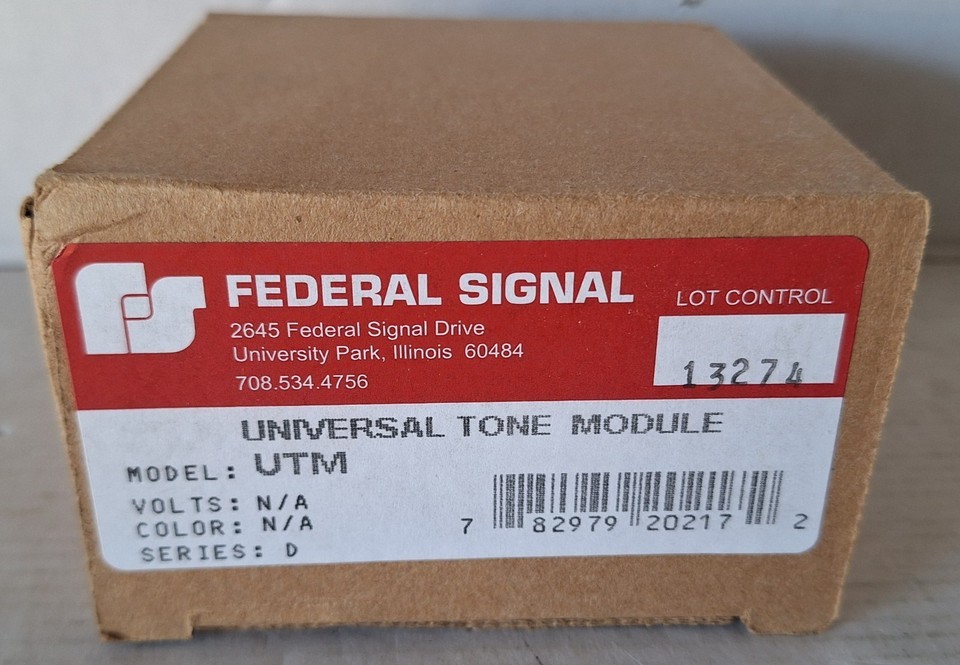 FS
FEDERAL SIGNAL
2645 Federal Signal Drive
University Park, Illinois 60484
708.534.4756
LOT CONTROL
13274
UNIVERSAL TONE MODULE
MODEL: UTM
VOLTS: N/A
COLOR: N/A
SERIES: D
7 82979 20217 2